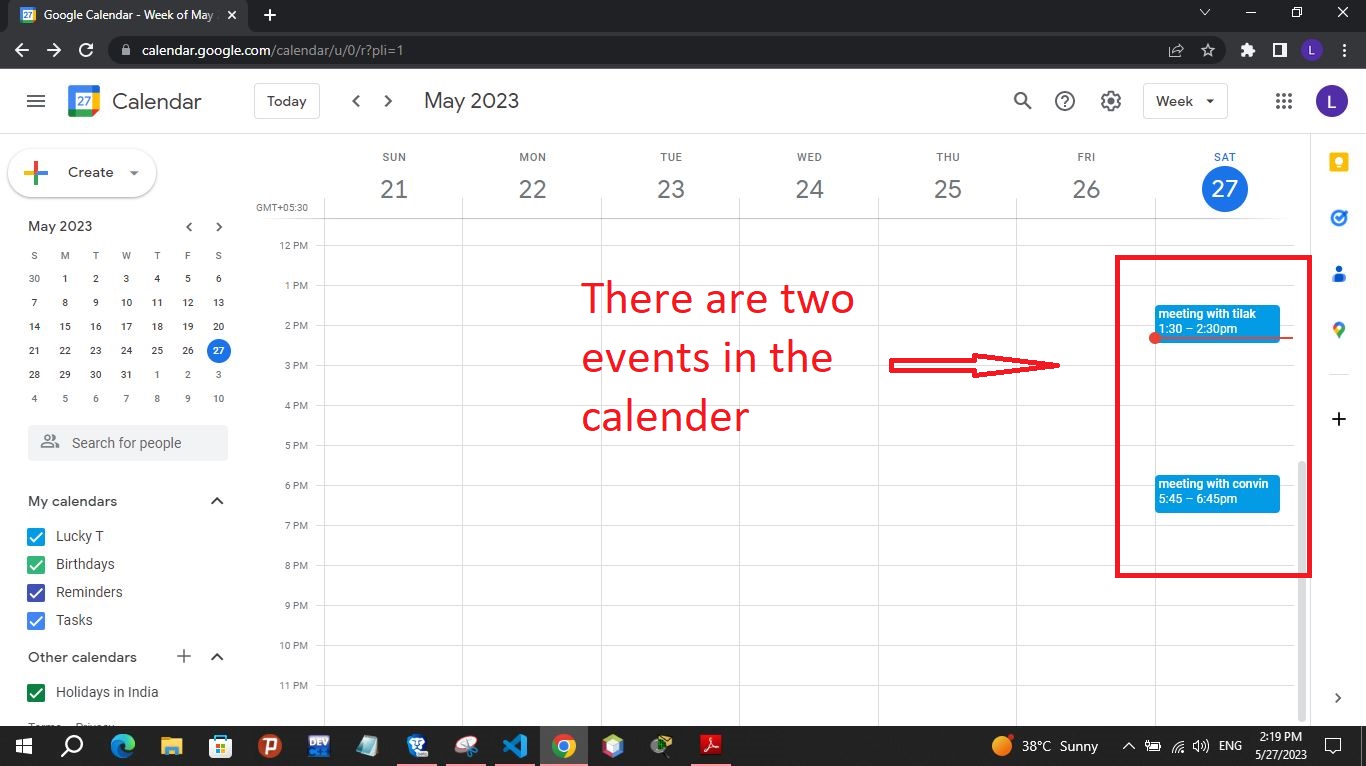 Google Calendar - Week of May
calendar.google.com/calendar/u/0/r?pli=1
L
27
Calendar
Today
May 2023
Week
L
Create
May 2023
S M T W T F S
30 1 2 3 4 5 6
7 8 9 10 11 12 13
14 15 16 17 18 19 20
21 22 23 24 25 26 27
28 29 30 31 1 2 3
4 5 6 7 8 9 10
Search for people
My calendars
Lucky T
Birthdays
Reminders
Tasks
Other calendars
Holidays in India
Terms – Privacy
SUN MON TUE WED THU FRI SAT
21 22 23 24 25 26 27
GMT+05:30
12 PM
1 PM
2 PM
3 PM
4 PM
5 PM
6 PM
7 PM
8 PM
9 PM
10 PM
11 PM
There are two
events in the
calender
meeting with tilak
1:30 – 2:30pm
meeting with convin
5:45 – 6:45pm
DEV
38°C Sunny
ENG
2:19 PM
5/27/2023